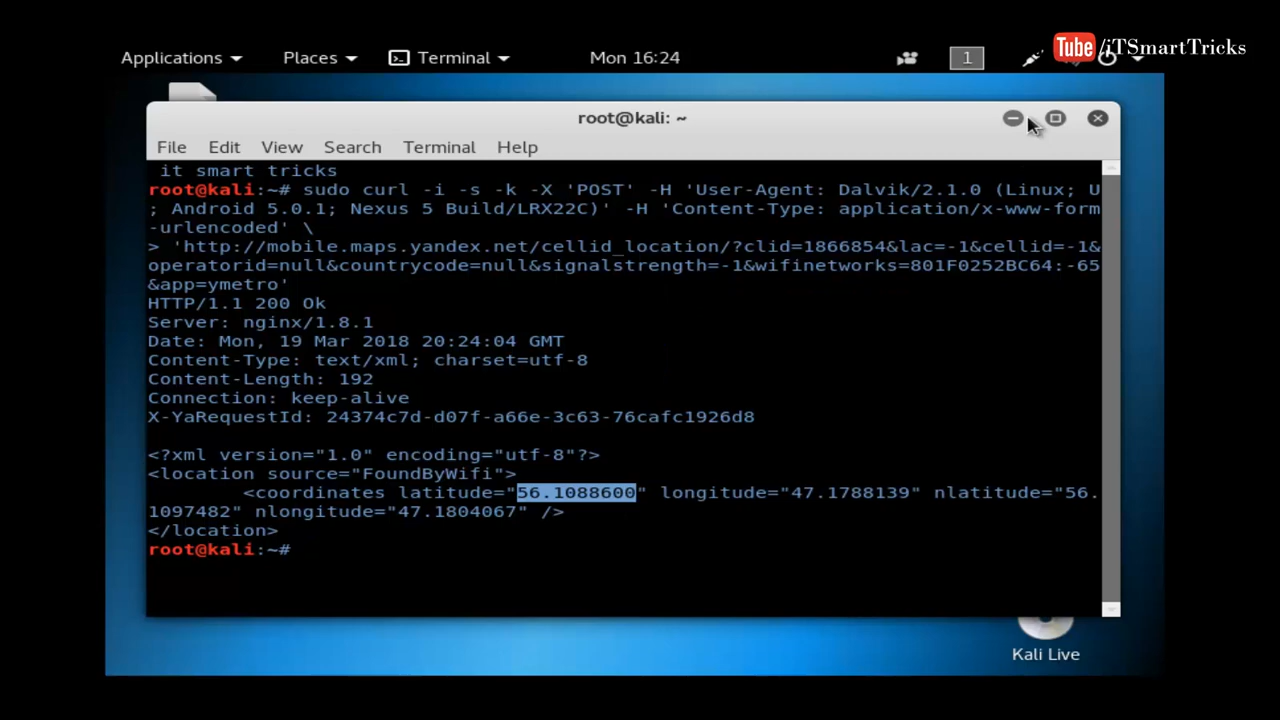 Applications Places Terminal Mon 16:24 1 Tube /iTSmartTricks
root@kali: ~
File Edit View Search Terminal Help
it smart tricks
root@kali:~# sudo curl -i -s -k -X 'POST' -H 'User-Agent: Dalvik/2.1.0 (Linux; U
; Android 5.0.1; Nexus 5 Build/LRX22C)' -H 'Content-Type: application/x-www-form
-urlencoded' \
> 'http://mobile.maps.yandex.net/cellid_location/?clid=1866854&lac=-1&cellid=-1&
operatorid=null&countrycode=null&signalstrength=-1&wifinetworks=801F0252BC64:-65
&app=ymetro'
HTTP/1.1 200 Ok
Server: nginx/1.8.1
Date: Mon, 19 Mar 2018 20:24:04 GMT
Content-Type: text/xml; charset=utf-8
Content-Length: 192
Connection: keep-alive
X-YaRequestId: 24374c7d-d07f-a66e-3c63-76cafc1926d8
<?xml version="1.0" encoding="utf-8"?>
<location source="FoundByWifi">
<coordinates latitude="56.1088600" longitude="47.1788139" nlatitude="56.
1097482" nlongitude="47.1804067" />
</location>
root@kali:~#
Kali Live